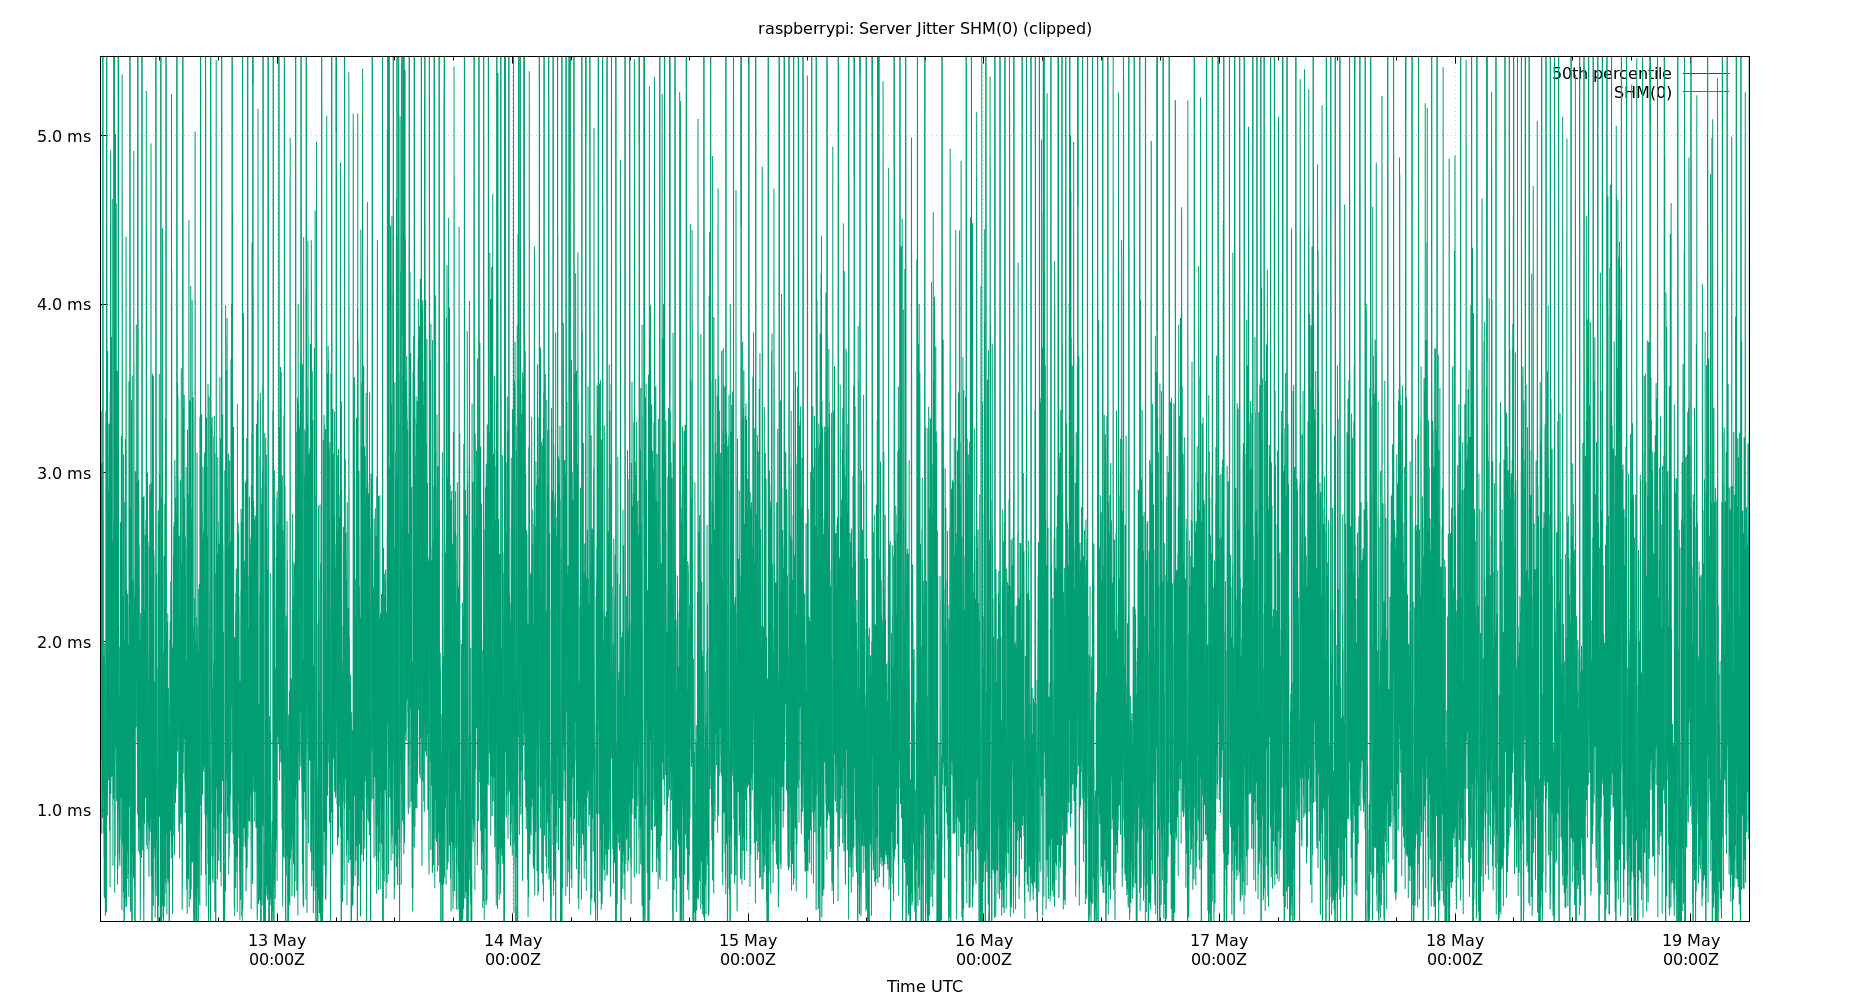 raspberrypi: Server Jitter SHM(0) (clipped)
50th percentile
SHM(0)
5.0 ms
4.0 ms
3.0 ms
2.0 ms
1.0 ms
13 May 14 May 15 May 16 May 17 May 18 May 19 May
00:00Z 00:00Z 00:00Z 00:00Z 00:00Z 00:00Z 00:00Z
Time UTC